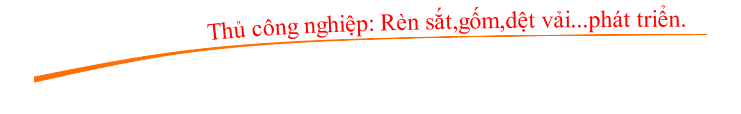 Thủ công nghiệp: Rèn sắt,gốm,dệt vải...phát triển.